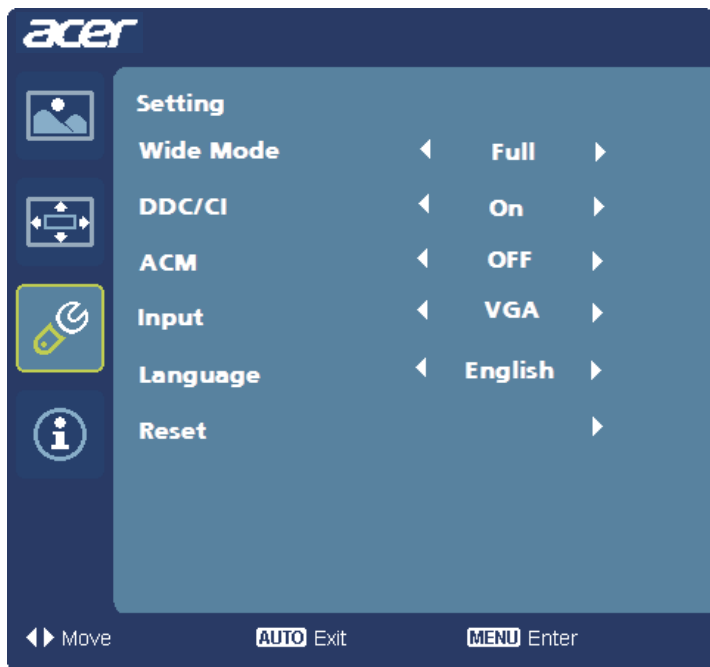 acer
Setting
Wide Mode Full
DDC/CI On
ACM OFF
Input VGA
Language English
Reset
Move AUTO Exit MENU Enter